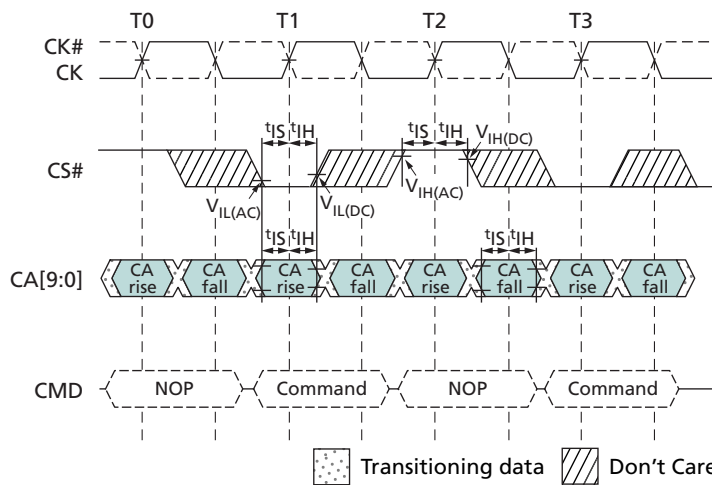 T0 T1 T2 T3
CK#
CK
tIS tIH tIS tIH
VIH(DC)
CS#
VIL(AC) VIL(DC) VIH(AC)
tIS tIH tIS tIH
CA[9:0]
CA rise CA fall CA rise CA fall CA rise CA fall CA rise CA fall
CMD NOP Command NOP Command
Transitioning data Don't Care